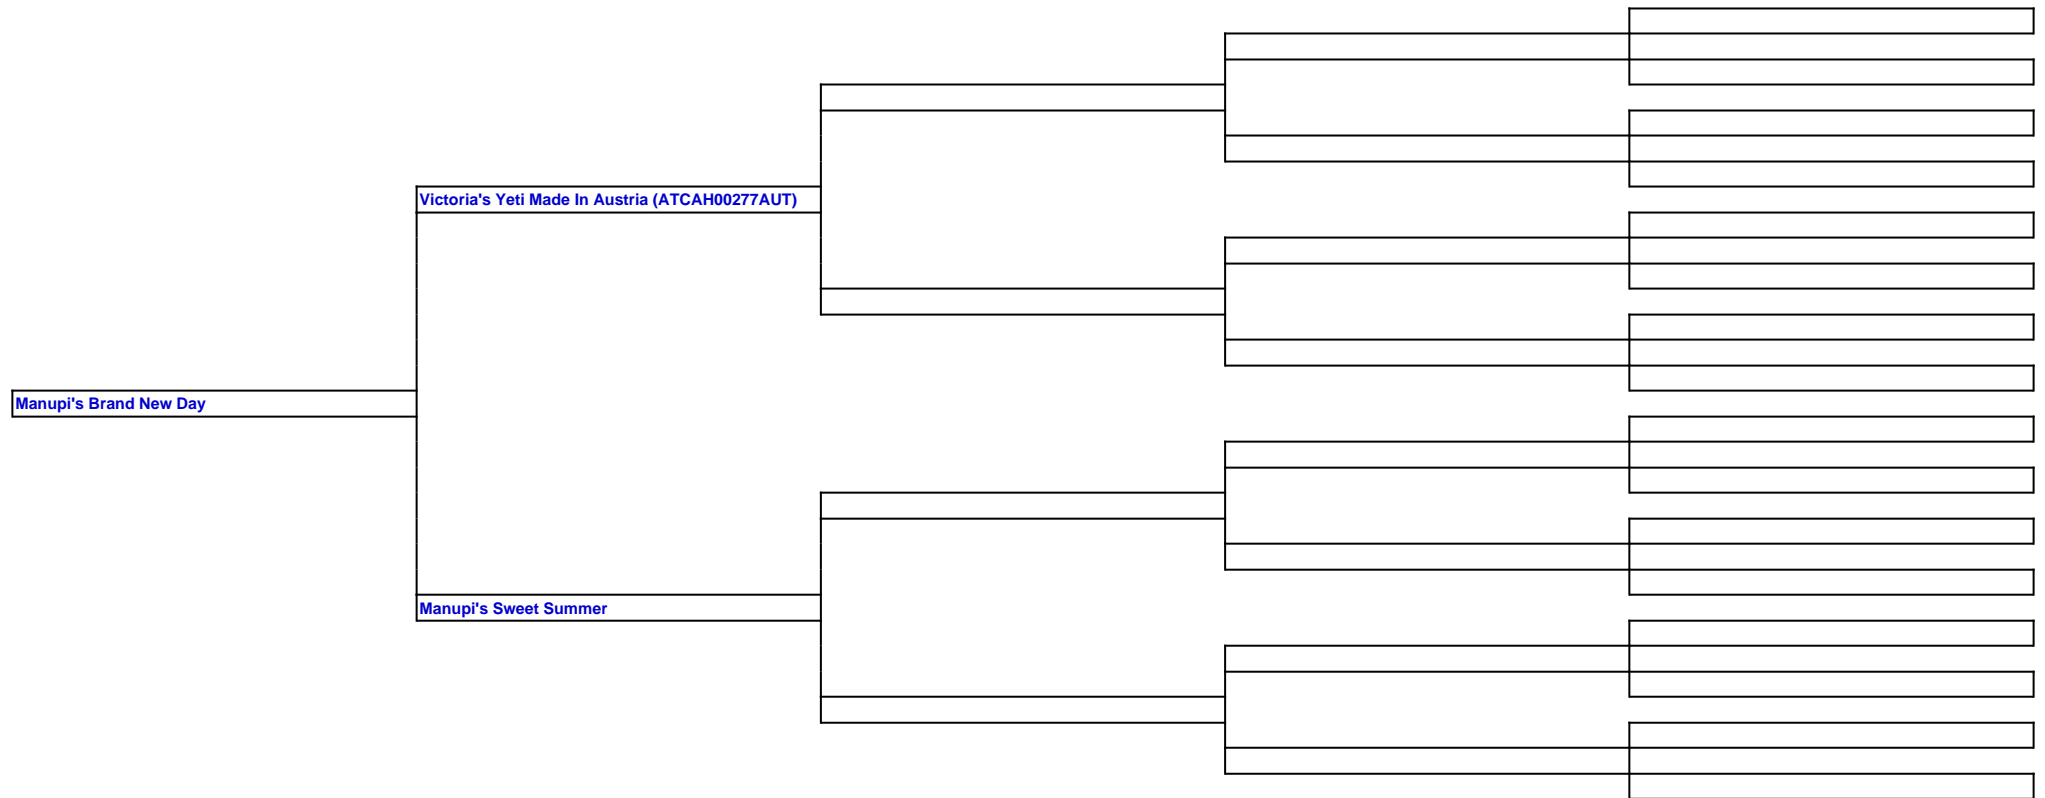 Victoria's Yeti Made In Austria (ATCAH00277AUT)
Manupi's Brand New Day
Manupi's Sweet Summer